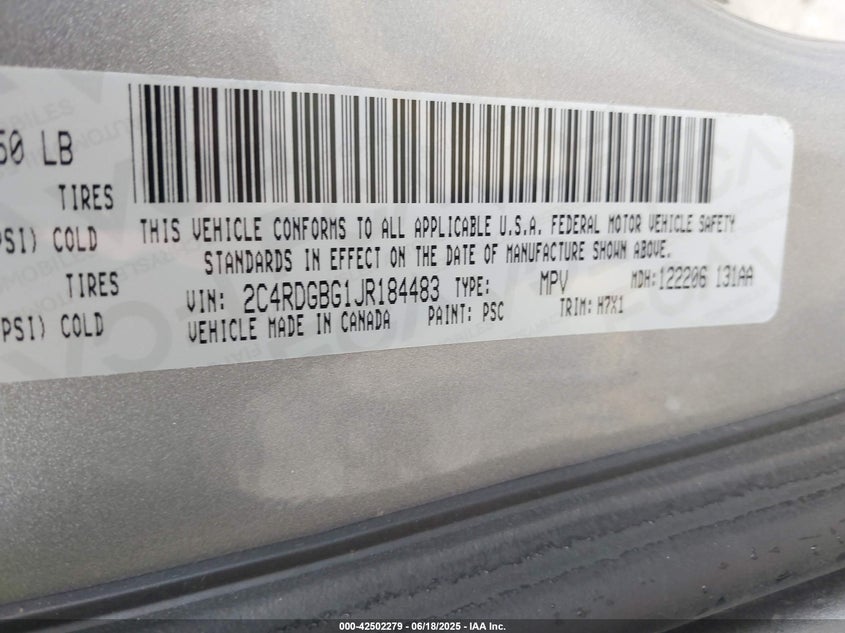 50 LB
TIRES
PSI) COLD
TIRES
PSI) COLD
THIS VEHICLE CONFORMS TO ALL APPLICABLE U.S.A. FEDERAL MOTOR VEHICLE SAFETY
STANDARDS IN EFFECT ON THE DATE OF MANUFACTURE SHOWN ABOVE.
VIN: 2C4RDGBG1JR184483 TYPE: MPV MDH:122206 131AA
VEHICLE MADE IN CANADA PAINT: PSC TRIM: H7X1
000-42502279 - 06/18/2025 - IAA Inc.